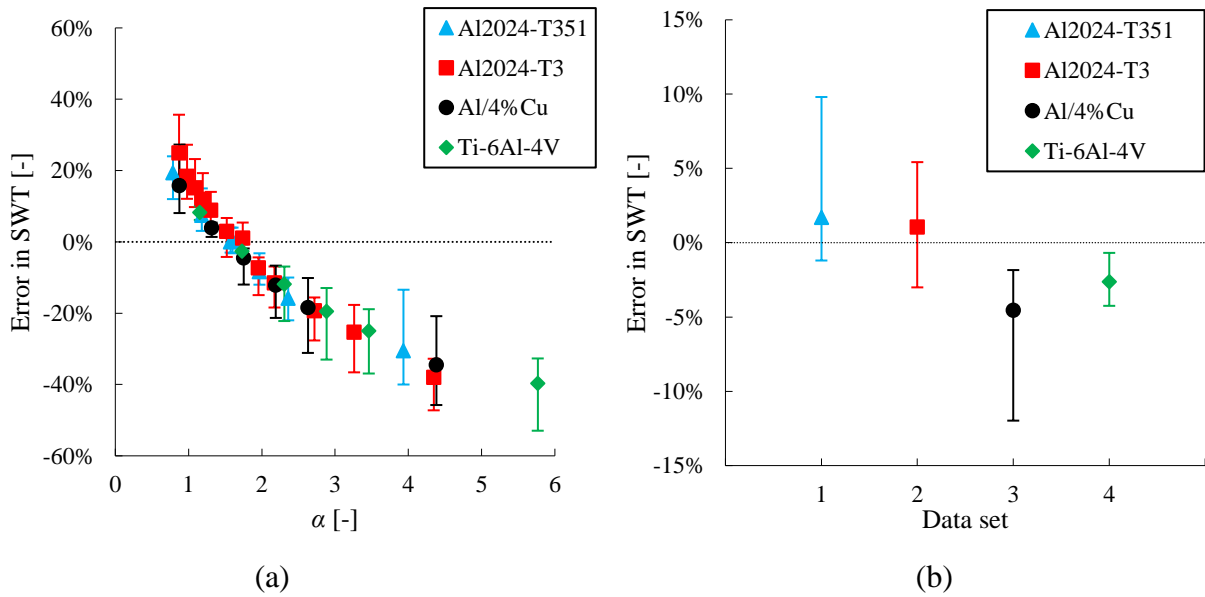 60%
40%
20%
0%
-20%
-40%
-60%
Error in SWT [-]
0 1 2 3 4 5 6
α [-]
Al2024-T351
Al2024-T3
Al/4%Cu
Ti-6Al-4V
(a)
15%
10%
5%
0%
-5%
-10%
-15%
Error in SWT [-]
1 2 3 4
Data set
Al2024-T351
Al2024-T3
Al/4%Cu
Ti-6Al-4V
(b)